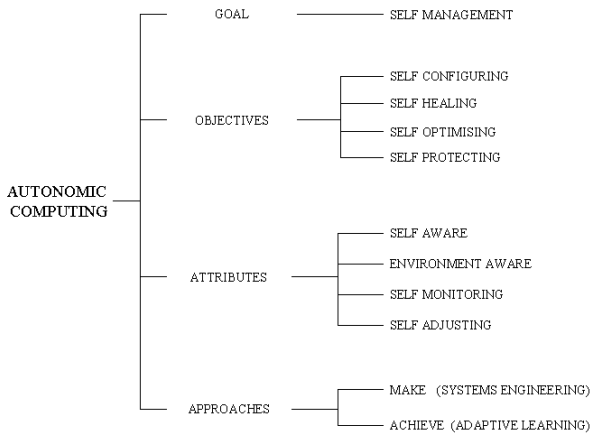 AUTONOMIC
COMPUTING
GOAL
SELF MANAGEMENT
OBJECTIVES
SELF CONFIGURING
SELF HEALING
SELF OPTIMISING
SELF PROTECTING
ATTRIBUTES
SELF AWARE
ENVIRONMENT AWARE
SELF MONITORING
SELF ADJUSTING
APPROACHES
MAKE (SYSTEMS ENGINEERING)
ACHIEVE (ADAPTIVE LEARNING)